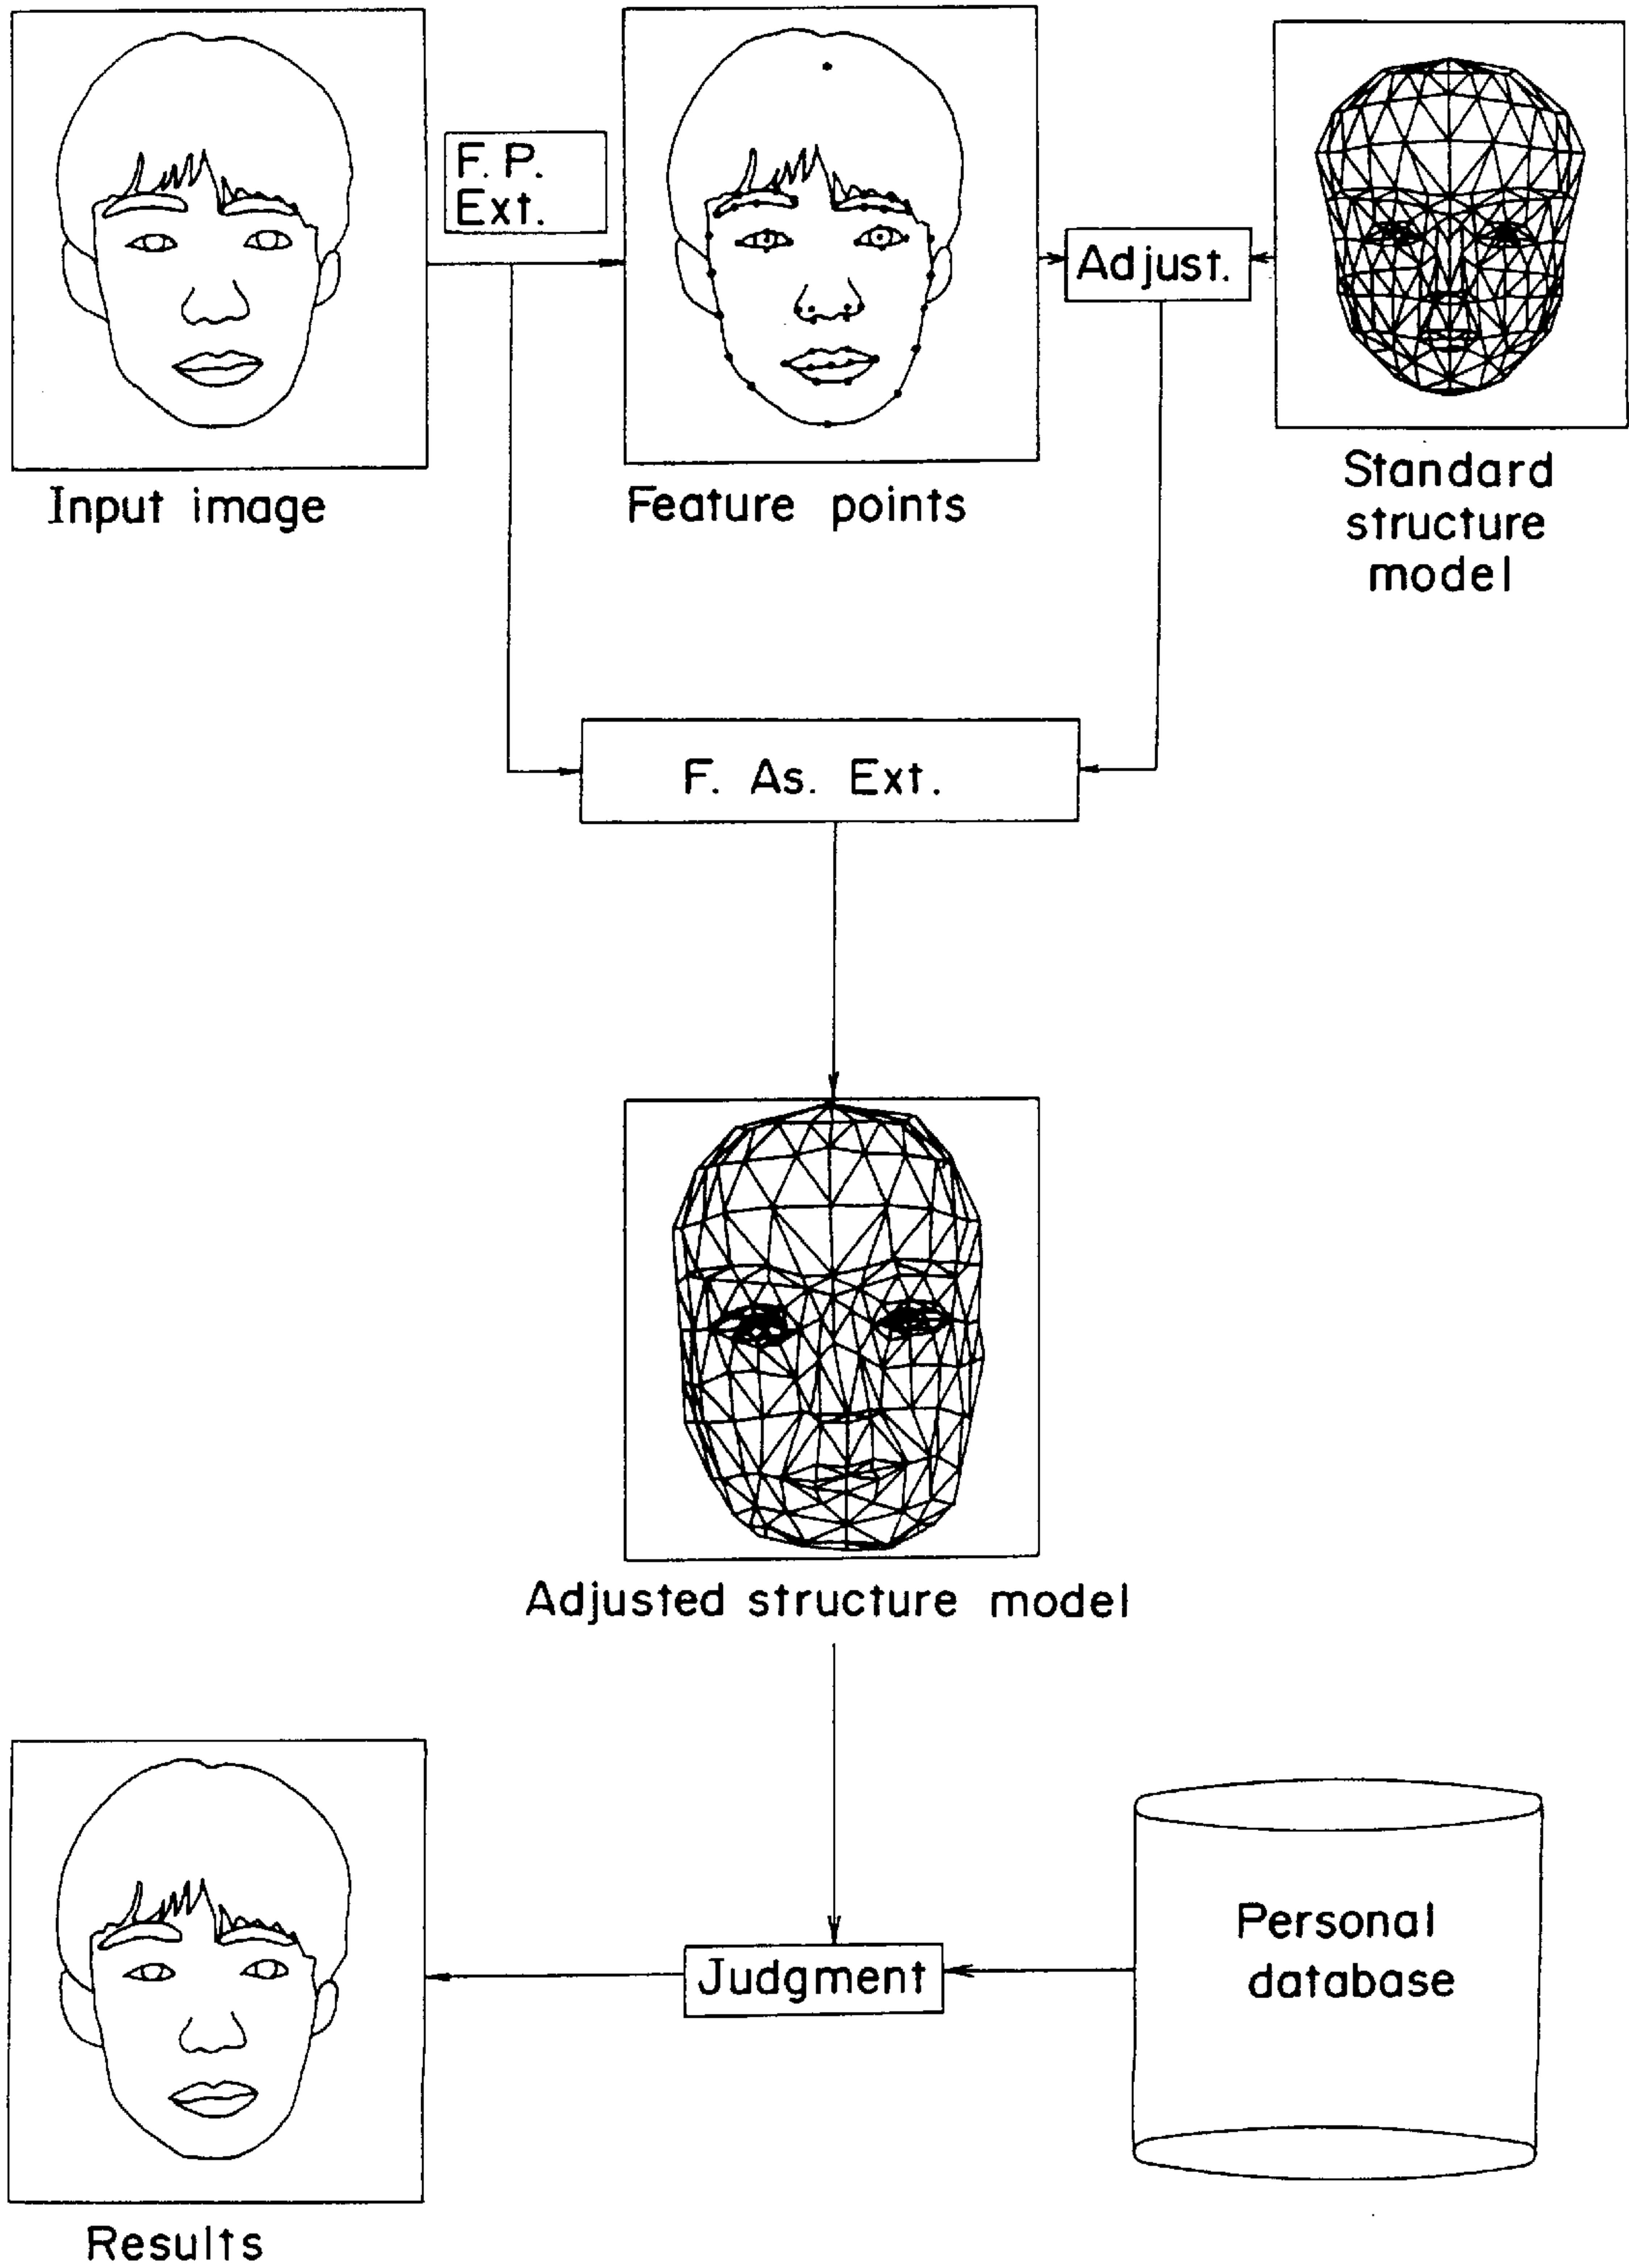 F. P.
Ext.
Adjust.
Input image
Feature points
Standard
structure
model
F. As. Ext.
Adjusted structure model
Judgment
Personal
database
Results